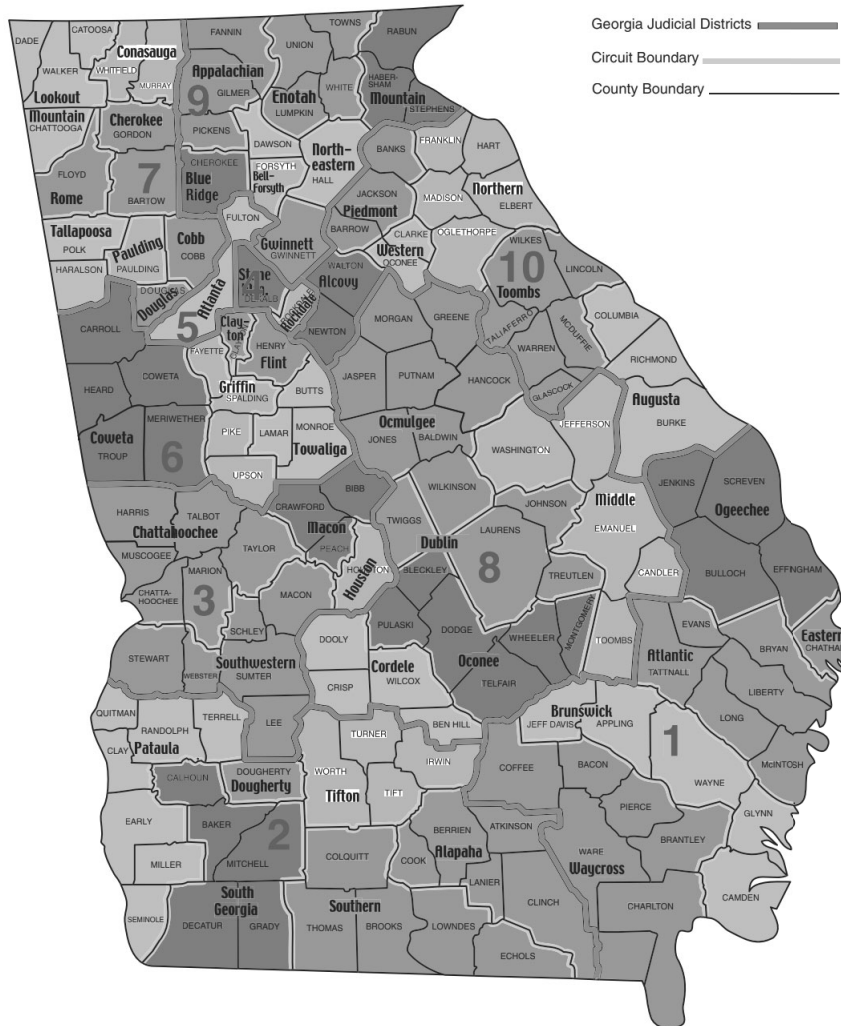 Georgia Judicial Districts
Circuit Boundary
County Boundary
DADE
CATOOSA
Conasauga
WALKER
WHITFIELD
MURRAY
Lookout
Mountain
CHATTOOGA
FANNIN
UNION
TOWNS
RABUN
Appalachian
9
GILMER
Enotah
LUMPKIN
WHITE
HABER-
SHAM
Mountain
STEPHENS
Cherokee
GORDON
PICKENS
DAWSON
North-
eastern
HALL
BANKS
FRANKLIN
HART
FLOYD
Rome
7
BARTOW
CHEROKEE
Blue
Ridge
FORSYTH
Bell-
Forsyth
JACKSON
Piedmont
BARROW
MADISON
Northern
ELBERT
Tallapoosa
POLK
HARALSON
Paulding
PAULDING
Cobb
COBB
FULTON
Gwinnett
GWINNETT
CLARKE
Western
OCONEE
OGLETHORPE
WILKES
10
Toombs
LINCOLN
DOUGLAS
Douglas
Atlanta
5
Stone
Mtn.
DEKALB
4
ROCKDALE
Rockdale
WALTON
Alcovy
NEWTON
MORGAN
GREENE
TALIAFERRO
WARREN
McDUFFIE
COLUMBIA
RICHMOND
CARROLL
Clay-
ton
CLAYTON
FAYETTE
HENRY
Flint
HEARD
COWETA
Griffin
SPALDING
BUTTS
JASPER
PUTNAM
HANCOCK
GLASCOCK
Augusta
BURKE
Coweta
TROUP
MERIWETHER
6
PIKE
LAMAR
MONROE
Towaliga
UPSON
Ocmulgee
JONES
BALDWIN
WASHINGTON
JEFFERSON
JENKINS
SCREVEN
Ogeechee
HARRIS
TALBOT
Chattahoochee
MUSCOGEE
CRAWFORD
BIBB
Macon
PEACH
TWIGGS
WILKINSON
JOHNSON
Middle
EMANUEL
TAYLOR
HOUSTON
Houston
Dublin
LAURENS
8
BLECKLEY
TREUTLEN
CANDLER
BULLOCH
EFFINGHAM
CHATTA-
HOOCHEE
MARION
3
MACON
SCHLEY
DOOLY
PULASKI
DODGE
WHEELER
MONTGOMERY
TOOMBS
EVANS
Atlantic
TATTNALL
BRYAN
Eastern
CHATHAM
STEWART
WEBSTER
Southwestern
SUMTER
Cordele
CRISP
WILCOX
Oconee
TELFAIR
LIBERTY
LONG
QUITMAN
RANDOLPH
TERRELL
LEE
TURNER
BEN HILL
Brunswick
JEFF DAVIS
APPLING
1
WAYNE
McINTOSH
CLAY
Pataula
CALHOUN
DOUGHERTY
Dougherty
WORTH
Tifton
TIFT
IRWIN
COFFEE
BACON
PIERCE
GLYNN
EARLY
BAKER
MITCHELL
2
COLQUITT
COOK
BERRIEN
Alapaha
ATKINSON
WARE
Waycross
BRANTLEY
MILLER
LANIER
CLINCH
CHARLTON
CAMDEN
SEMINOLE
South
Georgia
DECATUR
GRADY
Southern
THOMAS
BROOKS
LOWNDES
ECHOLS